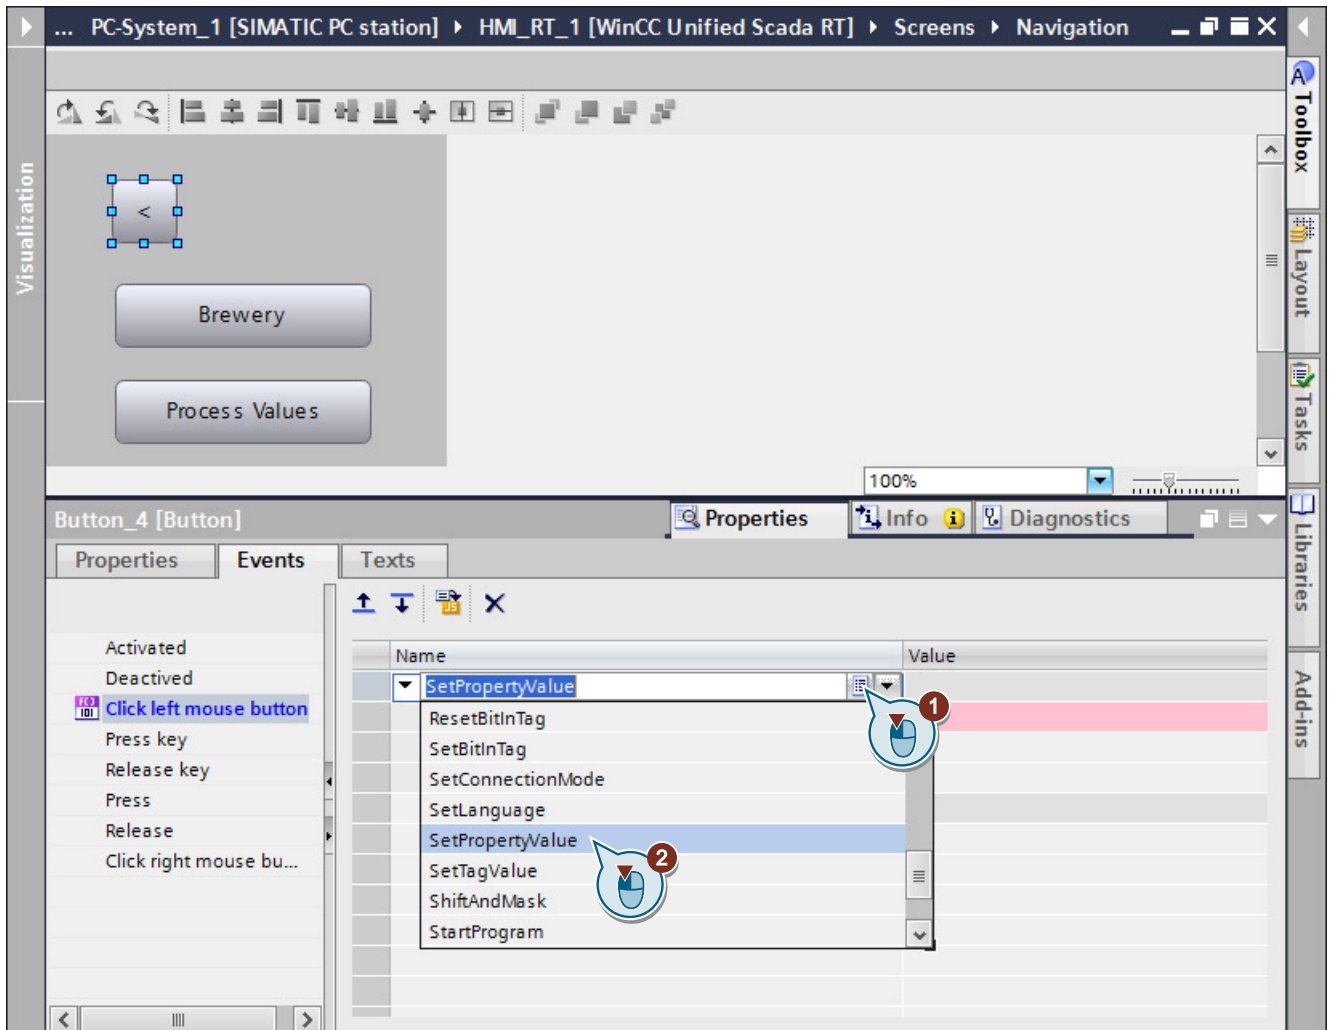 ... PC-System_1 [SIMATIC PC station] HMI_RT_1 [WinCC Unified Scada RT] Screens Navigation
Visualization
<
Brewery
Process Values
100%
Toolbox
Layout
Tasks
Libraries
Add-ins
Button_4 [Button]
Properties Info Diagnostics
Properties Events Texts
Activated
Deactived
Click left mouse button
Press key
Release key
Press
Release
Click right mouse bu...
Name Value
SetPropertyValue
1
ResetBitInTag
SetBitInTag
SetConnectionMode
SetLanguage
SetPropertyValue
2
SetTagValue
ShiftAndMask
StartProgram